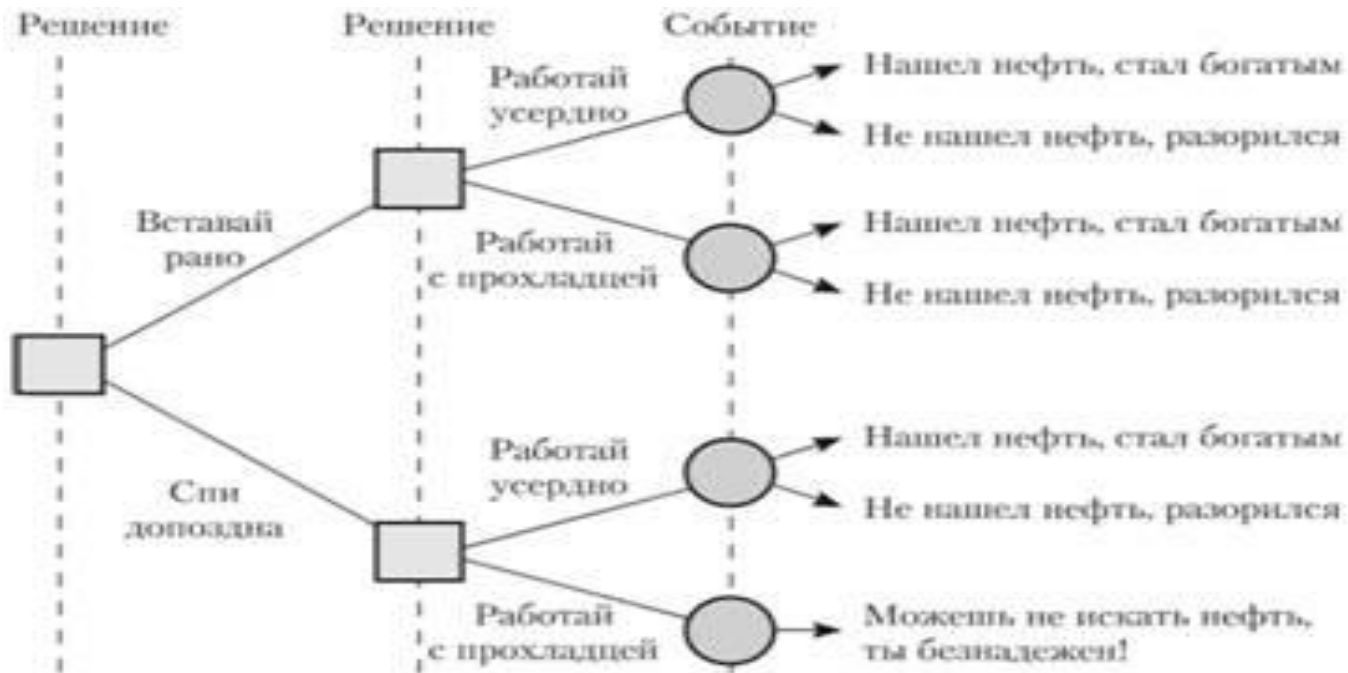 Решение
Решение
Событие
Работай
усердно
Нашел нефть, стал богатым
Не нашел нефть, разорился
Вставай
рано
Работай
с прохладцей
Нашел нефть, стал богатым
Не нашел нефть, разорился
Спи
допоздна
Работай
усердно
Нашел нефть, стал богатым
Не нашел нефть, разорился
Работай
с прохладцей
Можешь не искать нефть,
ты безнадежен!